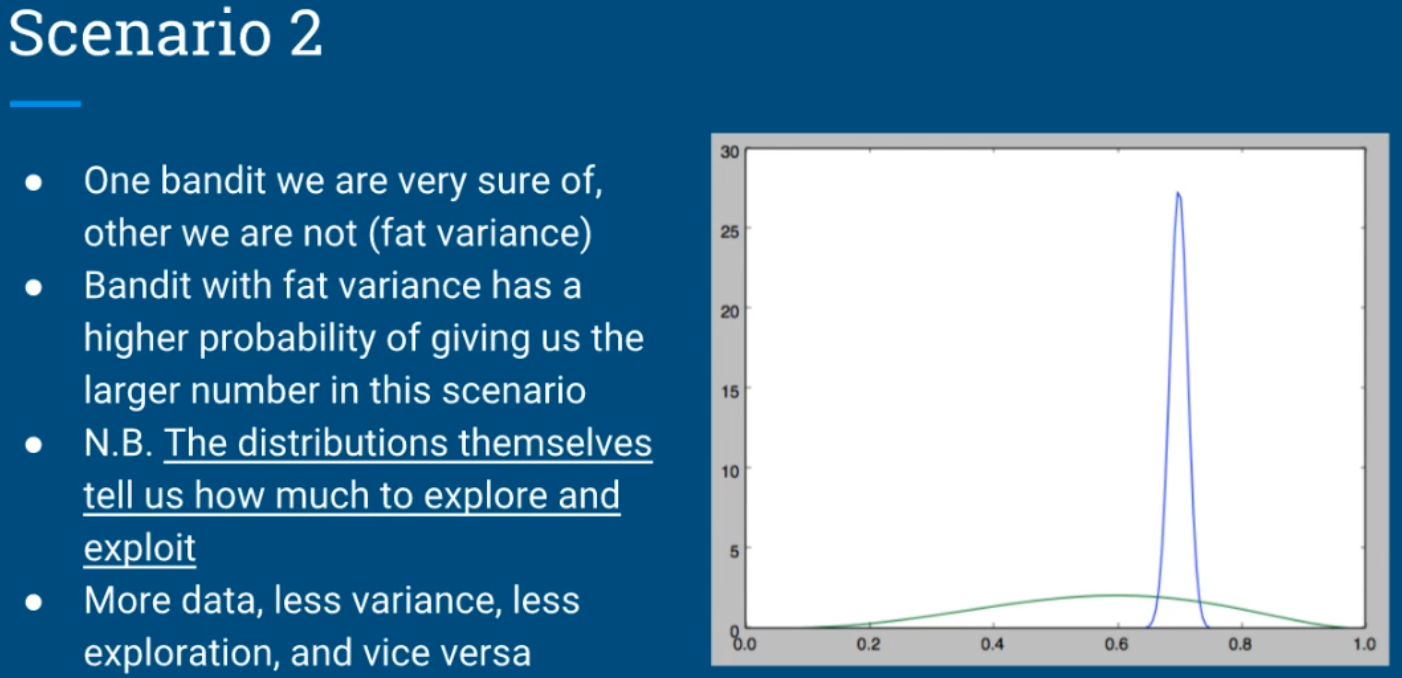 Scenario 2
● One bandit we are very sure of,
other we are not (fat variance)
● Bandit with fat variance has a
higher probability of giving us the
larger number in this scenario
● N.B. The distributions themselves
tell us how much to explore and
exploit
● More data, less variance, less
exploration, and vice versa
30
25
20
15
10
5
0
0.0 0.2 0.4 0.6 0.8 1.0